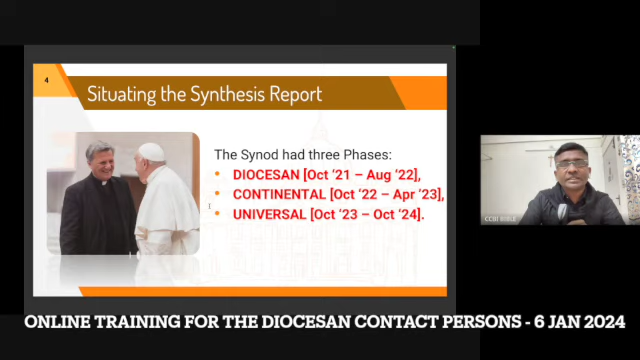 4
Situating the Synthesis Report
The Synod had three Phases:
• DIOCESAN [Oct ‘21 – Aug ’22],
• CONTINENTAL [Oct ’22 – Apr ’23],
• UNIVERSAL [Oct ’23 – Oct ’24].
CCBI BIBLE
ONLINE TRAINING FOR THE DIOCESAN CONTACT PERSONS - 6 JAN 2024